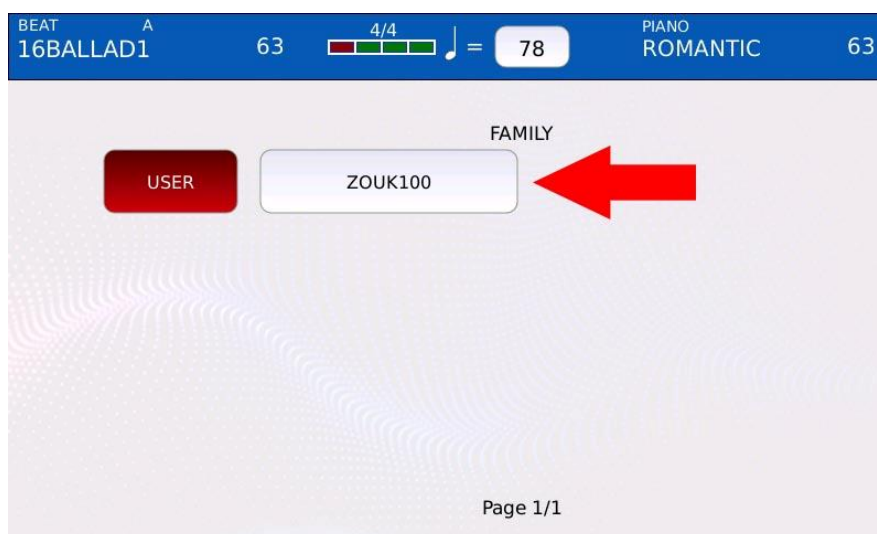 BEAT A
16BALLAD1 63 4/4 = 78
PIANO
ROMANTIC 63
FAMILY
USER ZOUK100
Page 1/1